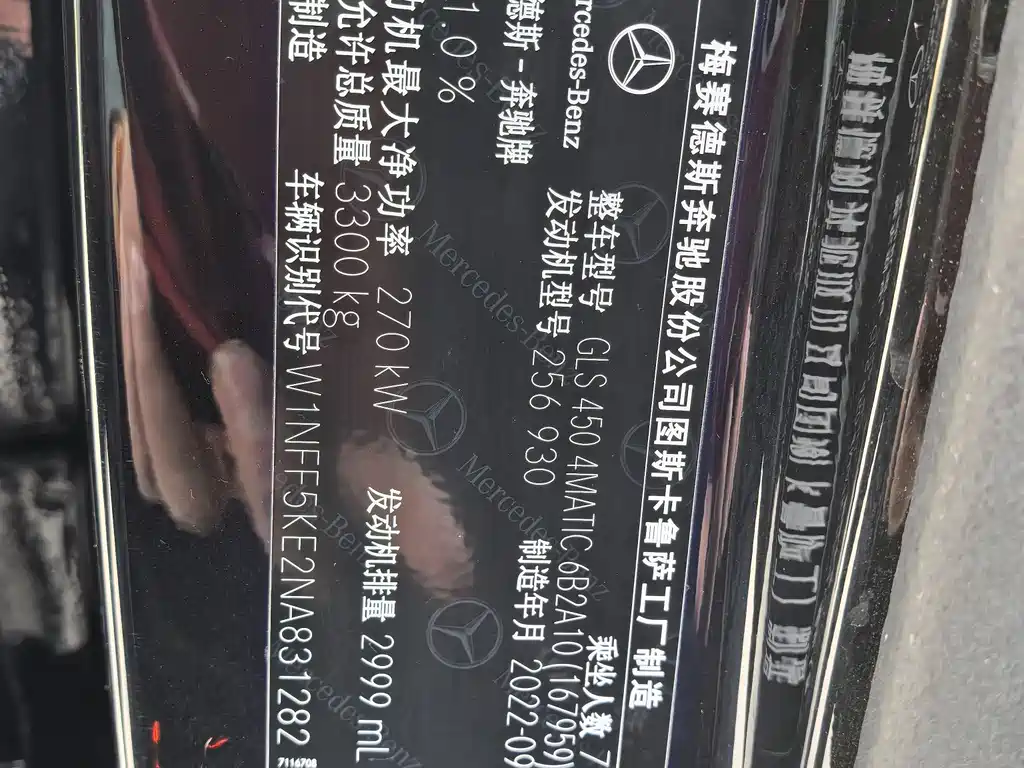 梅赛德斯奔驰股份公司图斯卡鲁萨工厂制造
乘坐人数 7
Mercedes-Benz
整车型号 GLS 450 4MATIC 6B2A10(167959)
德斯 - 奔驰牌
发动机型号 256 930
制造年月 2022-09
10%
动机最大净功率 270 kW
发动机排量 2999 mL
允许总质量 3300 kg
制造
车辆识别代号 W1NFF5KE2NA831282
7116708